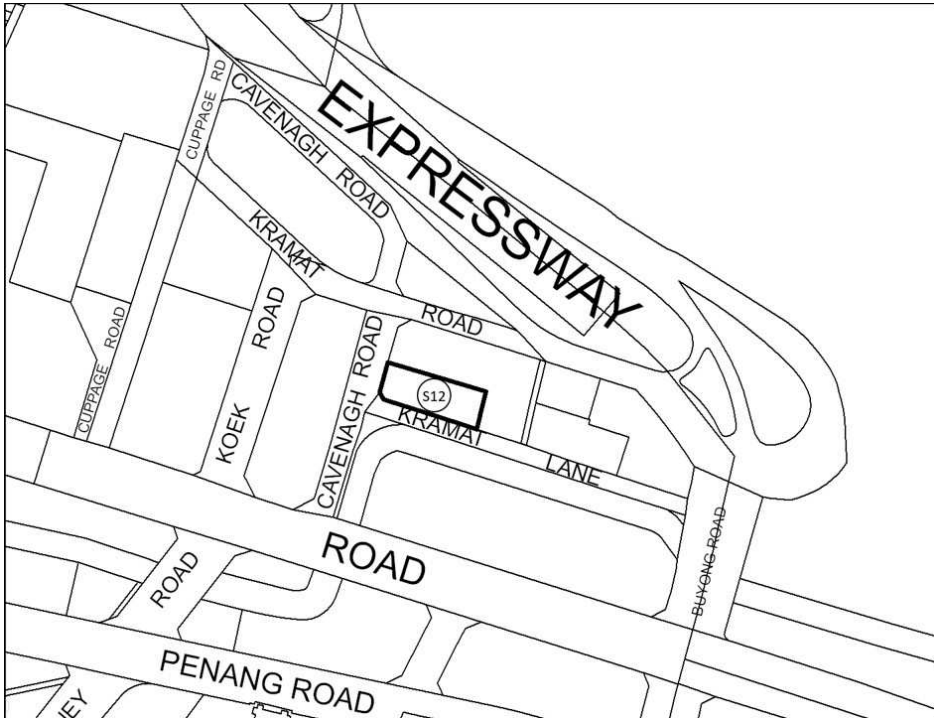 CUPPAGE RD
CAVENAGH ROAD
EXPRESSWAY
KRAMAT
ROAD
CUPPAGE ROAD
KOEK ROAD
CAVENAGH ROAD
S12
KRAMAT
LANE
ROAD
BUYONG ROAD
ROAD
PENANG ROAD